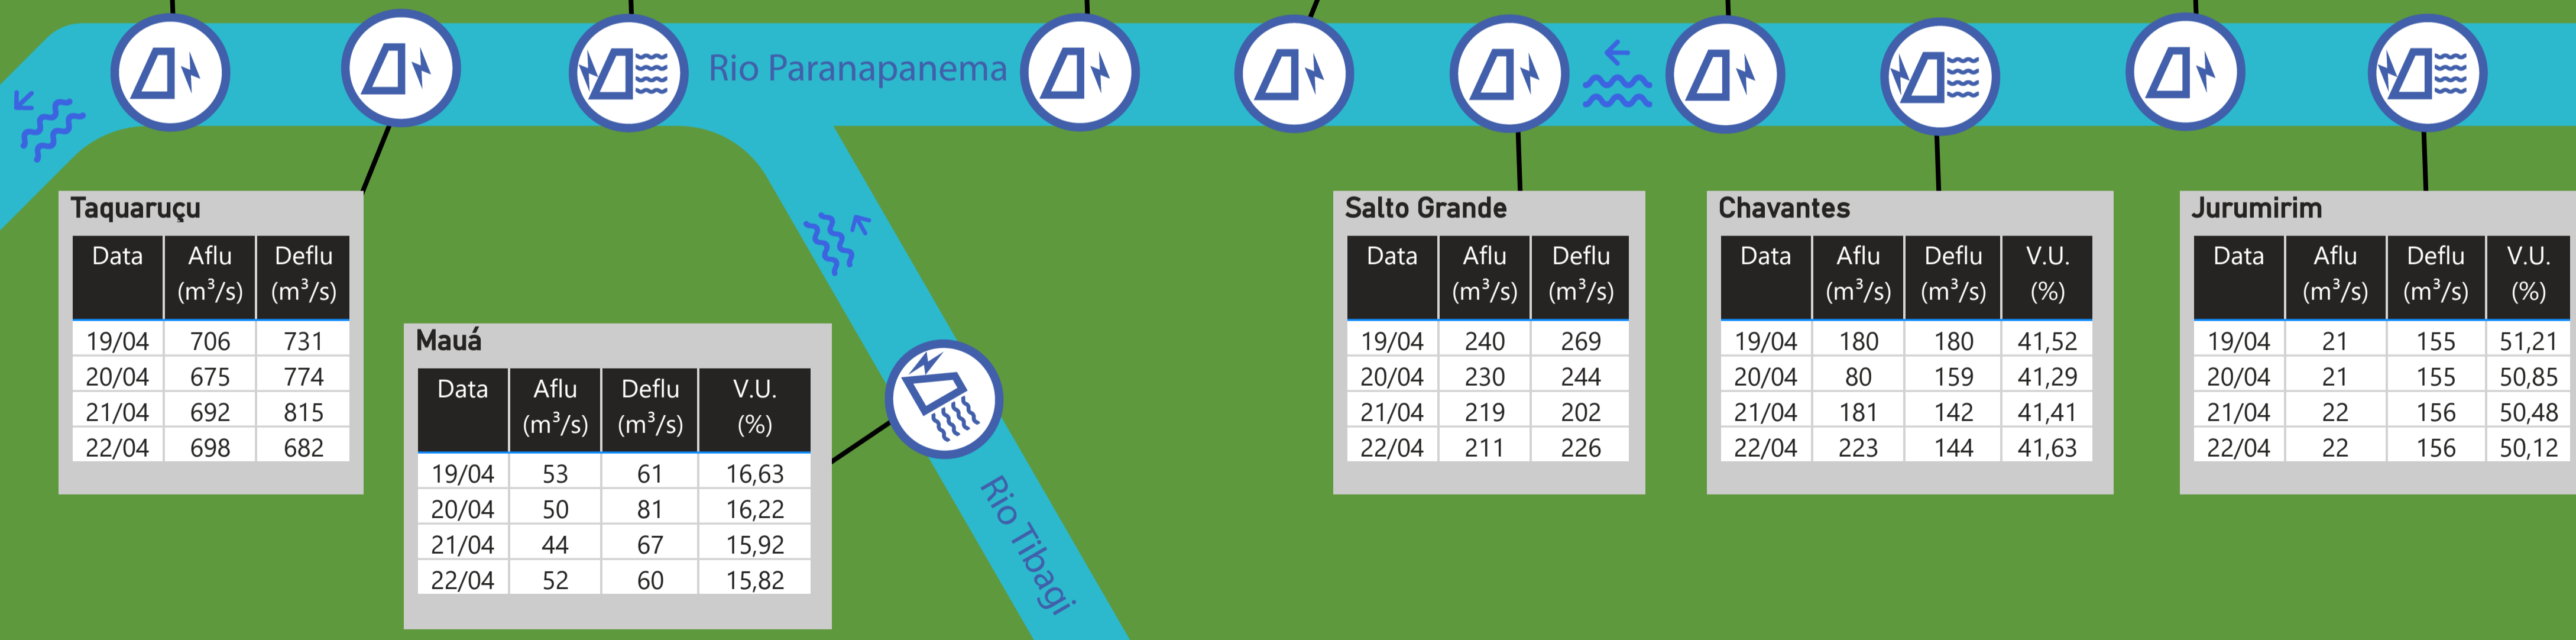 Rio Paranapanema
Taquaruçu
Data Aflu (m³/s) Deflu (m³/s)
19/04 706 731
20/04 675 774
21/04 692 815
22/04 698 682
Mauá
Data Aflu (m³/s) Deflu (m³/s) V.U. (%)
19/04 53 61 16,63
20/04 50 81 16,22
21/04 44 67 15,92
22/04 52 60 15,82
Rio Tibagi
Salto Grande
Data Aflu (m³/s) Deflu (m³/s)
19/04 240 269
20/04 230 244
21/04 219 202
22/04 211 226
Chavantes
Data Aflu (m³/s) Deflu (m³/s) V.U. (%)
19/04 180 180 41,52
20/04 80 159 41,29
21/04 181 142 41,41
22/04 223 144 41,63
Jurumirim
Data Aflu (m³/s) Deflu (m³/s) V.U. (%)
19/04 21 155 51,21
20/04 21 155 50,85
21/04 22 156 50,48
22/04 22 156 50,12